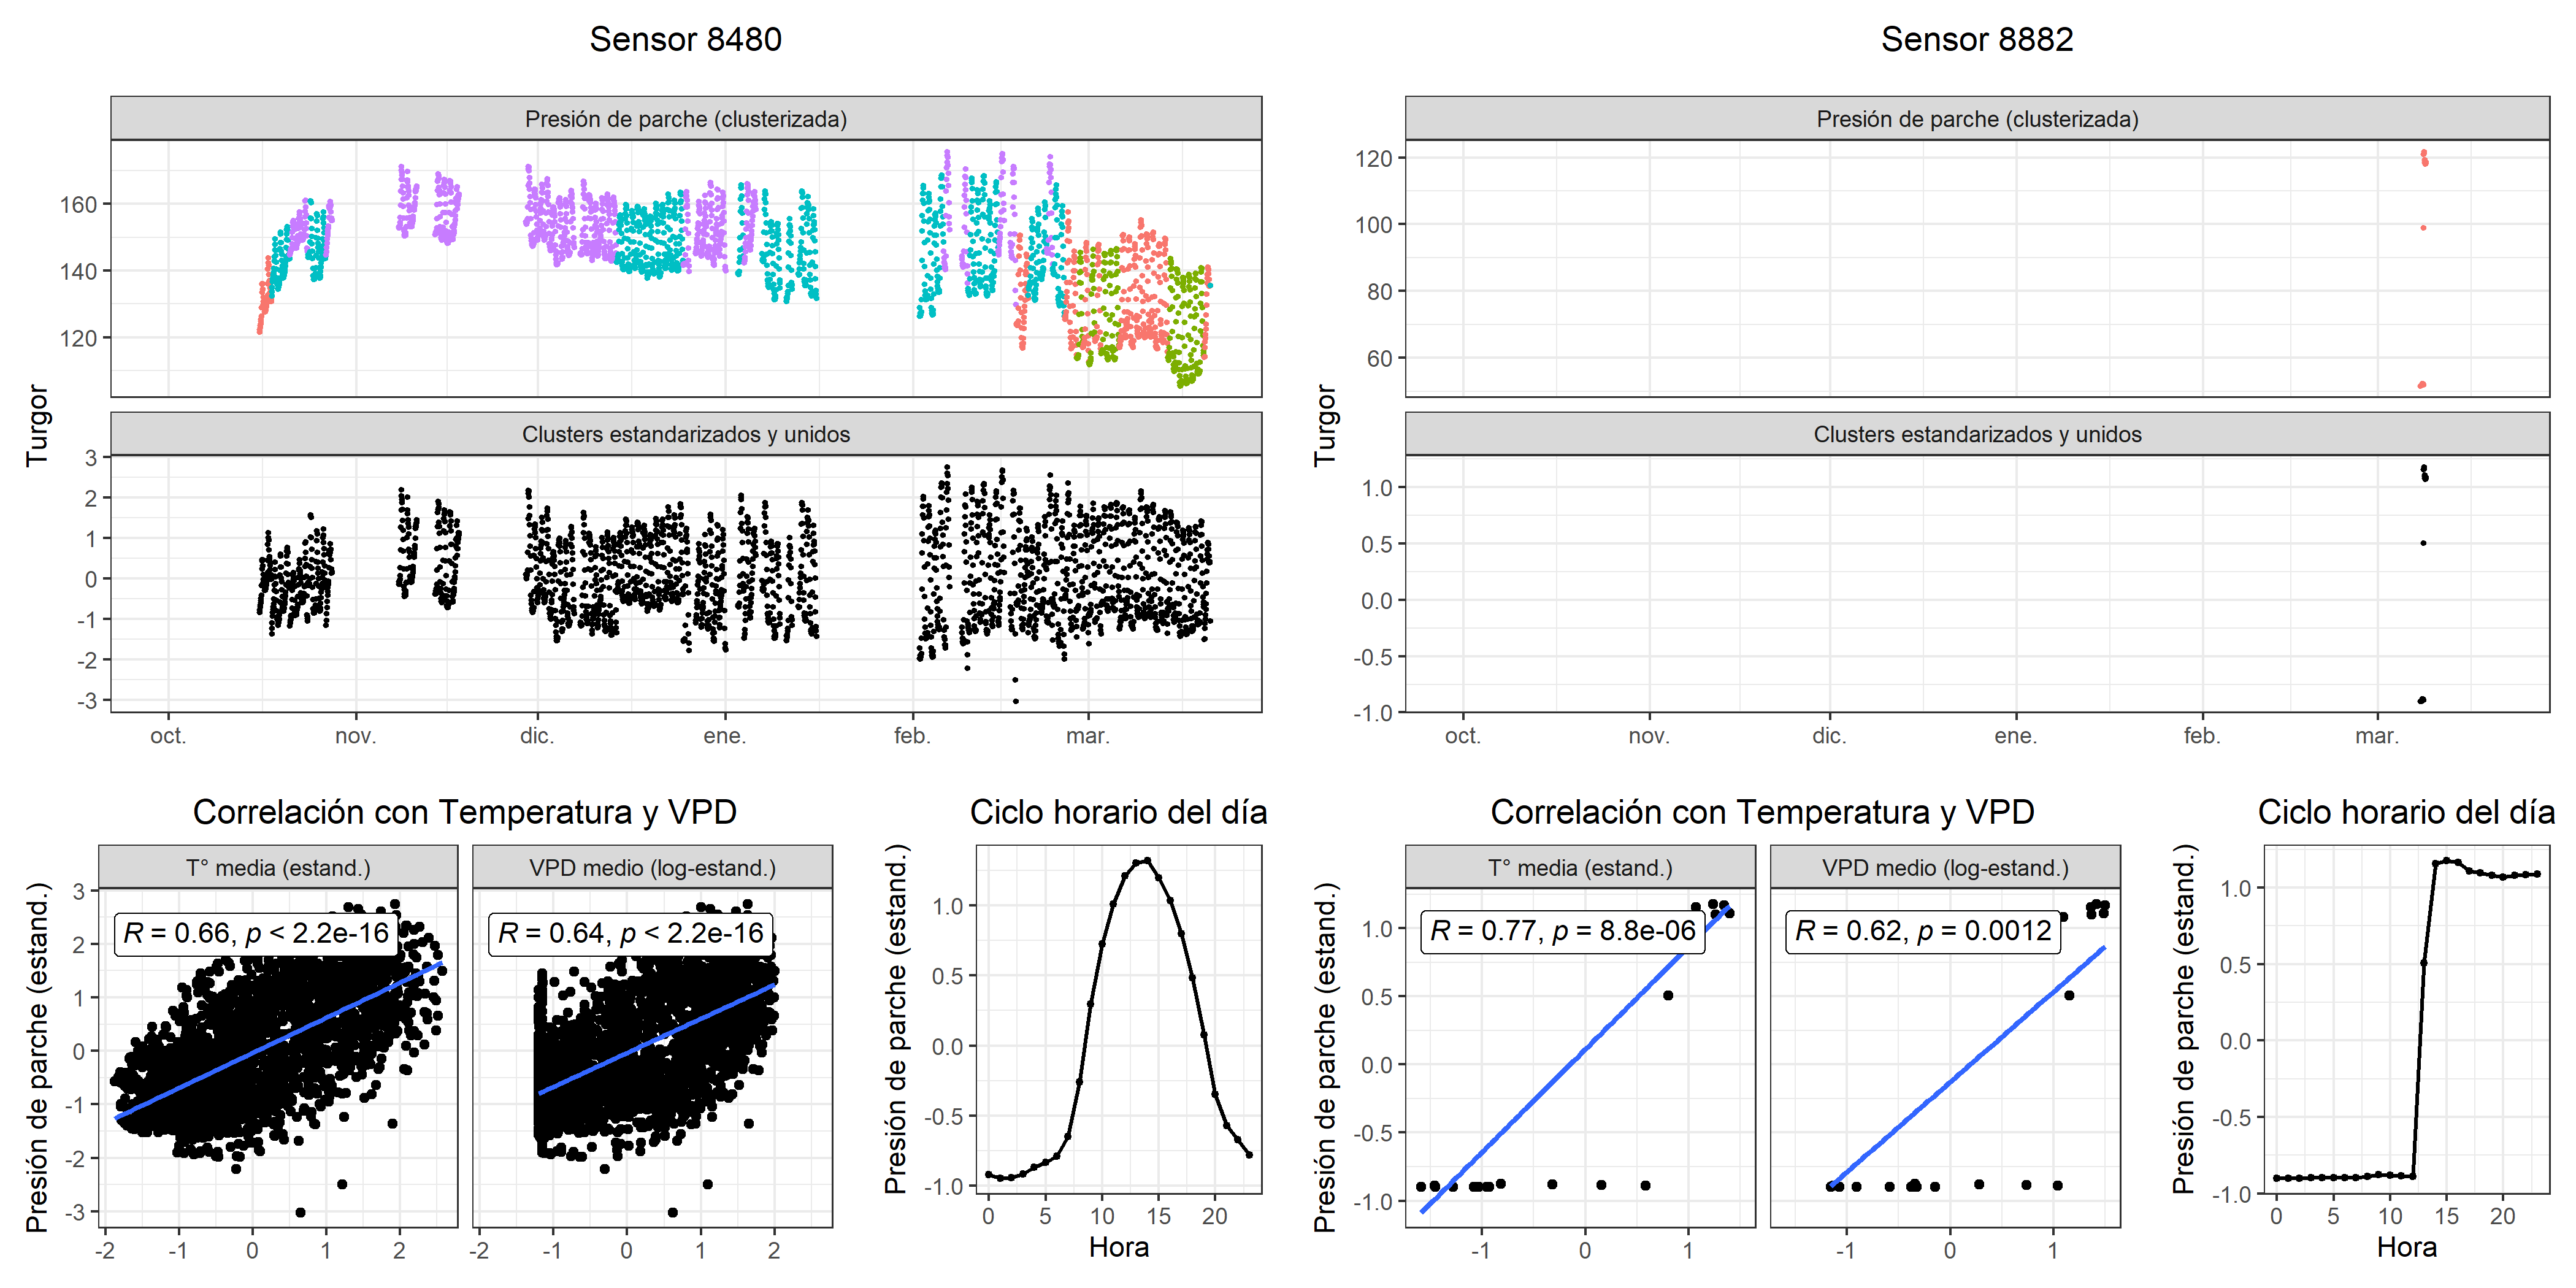 Sensor 8480
Presión de parche (clusterizada)
160
140
120
Turgor
Clusters estandarizados y unidos
3
2
1
0
-1
-2
-3
oct. nov. dic. ene. feb. mar.
Correlación con Temperatura y VPD
Presión de parche (estand.)
T° media (estand.)
VPD medio (log-estand.)
R = 0.66, p < 2.2e-16
R = 0.64, p < 2.2e-16
3
2
1
0
-1
-2
-3
-2 -1 0 1 2
-2 -1 0 1 2
Ciclo horario del día
Presión de parche (estand.)
1.0
0.5
0.0
-0.5
-1.0
0 5 10 15 20
Hora
Sensor 8882
Presión de parche (clusterizada)
120
100
80
60
Turgor
Clusters estandarizados y unidos
1.0
0.5
0.0
-0.5
-1.0
oct. nov. dic. ene. feb. mar.
Correlación con Temperatura y VPD
Presión de parche (estand.)
T° media (estand.)
VPD medio (log-estand.)
R = 0.77, p = 8.8e-06
R = 0.62, p = 0.0012
1.0
0.5
0.0
-0.5
-1.0
-1 0 1
-1 0 1
Ciclo horario del día
Presión de parche (estand.)
1.0
0.5
0.0
-0.5
-1.0
0 5 10 15 20
Hora